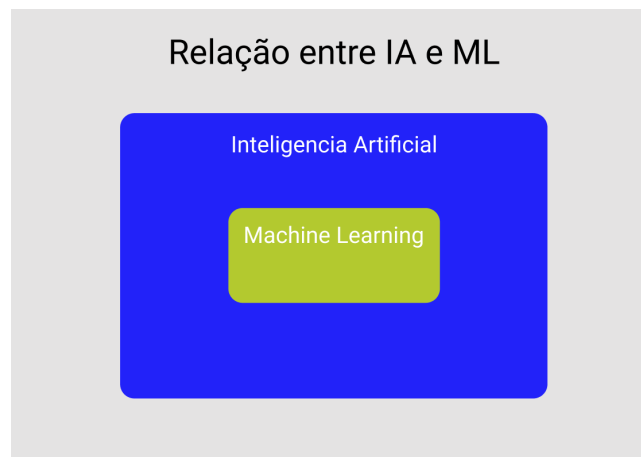 Relação entre IA e ML
Inteligencia Artificial
Machine Learning